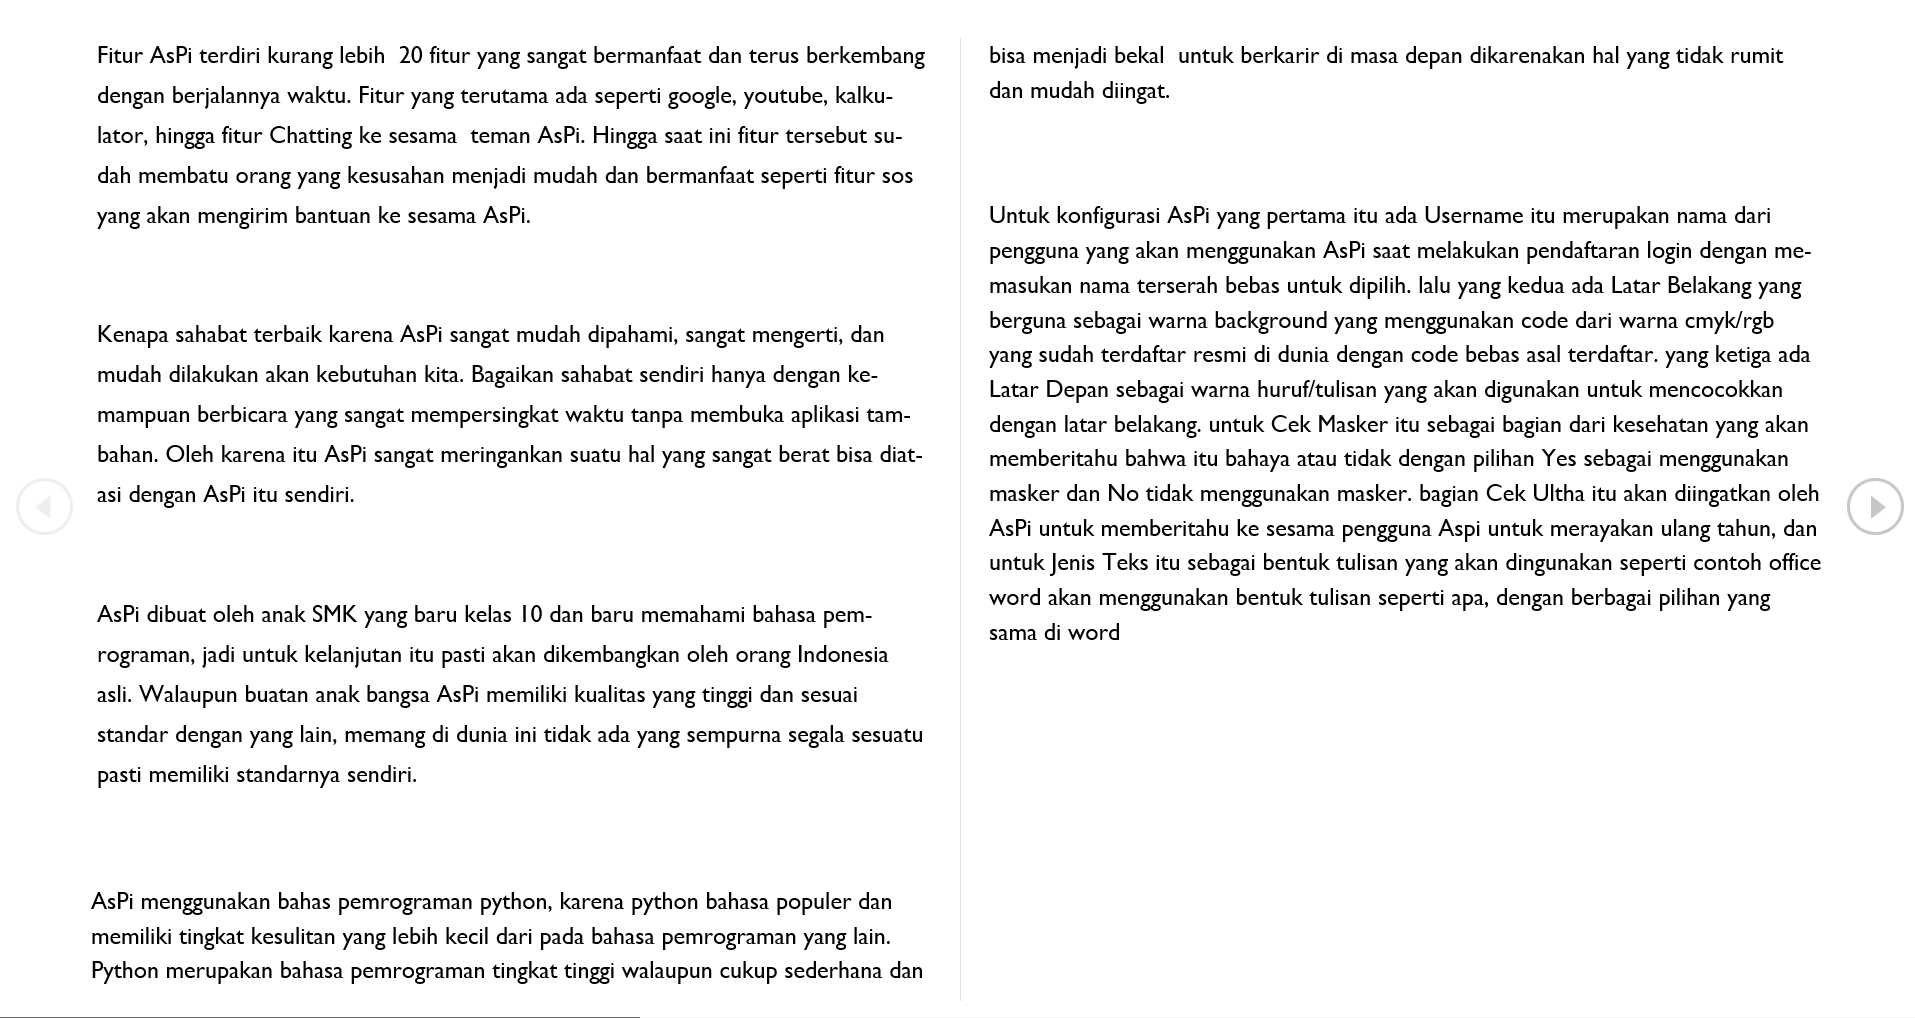 Fitur AsPi terdiri kurang lebih  20 fitur yang sangat bermanfaat dan terus berkembang
dengan berjalannya waktu. Fitur yang terutama ada seperti google, youtube, kalku-
lator, hingga fitur Chatting ke sesama  teman AsPi. Hingga saat ini fitur tersebut su-
dah membatu orang yang kesusahan menjadi mudah dan bermanfaat seperti fitur sos
yang akan mengirim bantuan ke sesama AsPi.
Kenapa sahabat terbaik karena AsPi sangat mudah dipahami, sangat mengerti, dan
mudah dilakukan akan kebutuhan kita. Bagaikan sahabat sendiri hanya dengan ke-
mampuan berbicara yang sangat mempersingkat waktu tanpa membuka aplikasi tam-
bahan. Oleh karena itu AsPi sangat meringankan suatu hal yang sangat berat bisa diat-
asi dengan AsPi itu sendiri.
AsPi dibuat oleh anak SMK yang baru kelas 10 dan baru memahami bahasa pem-
rograman, jadi untuk kelanjutan itu pasti akan dikembangkan oleh orang Indonesia
asli. Walaupun buatan anak bangsa AsPi memiliki kualitas yang tinggi dan sesuai
standar dengan yang lain, memang di dunia ini tidak ada yang sempurna segala sesuatu
pasti memiliki standarnya sendiri.
AsPi menggunakan bahas pemrograman python, karena python bahasa populer dan
memiliki tingkat kesulitan yang lebih kecil dari pada bahasa pemrograman yang lain.
Python merupakan bahasa pemrograman tingkat tinggi walaupun cukup sederhana dan
bisa menjadi bekal  untuk berkarir di masa depan dikarenakan hal yang tidak rumit
dan mudah diingat.
Untuk konfigurasi AsPi yang pertama itu ada Username itu merupakan nama dari
pengguna yang akan menggunakan AsPi saat melakukan pendaftaran login dengan me-
masukan nama terserah bebas untuk dipilih. lalu yang kedua ada Latar Belakang yang
berguna sebagai warna background yang menggunakan code dari warna cmyk/rgb
yang sudah terdaftar resmi di dunia dengan code bebas asal terdaftar. yang ketiga ada
Latar Depan sebagai warna huruf/tulisan yang akan digunakan untuk mencocokkan
dengan latar belakang. untuk Cek Masker itu sebagai bagian dari kesehatan yang akan
memberitahu bahwa itu bahaya atau tidak dengan pilihan Yes sebagai menggunakan
masker dan No tidak menggunakan masker. bagian Cek Ultha itu akan diingatkan oleh
AsPi untuk memberitahu ke sesama pengguna Aspi untuk merayakan ulang tahun, dan
untuk Jenis Teks itu sebagai bentuk tulisan yang akan dingunakan seperti contoh office
word akan menggunakan bentuk tulisan seperti apa, dengan berbagai pilihan yang
sama di word